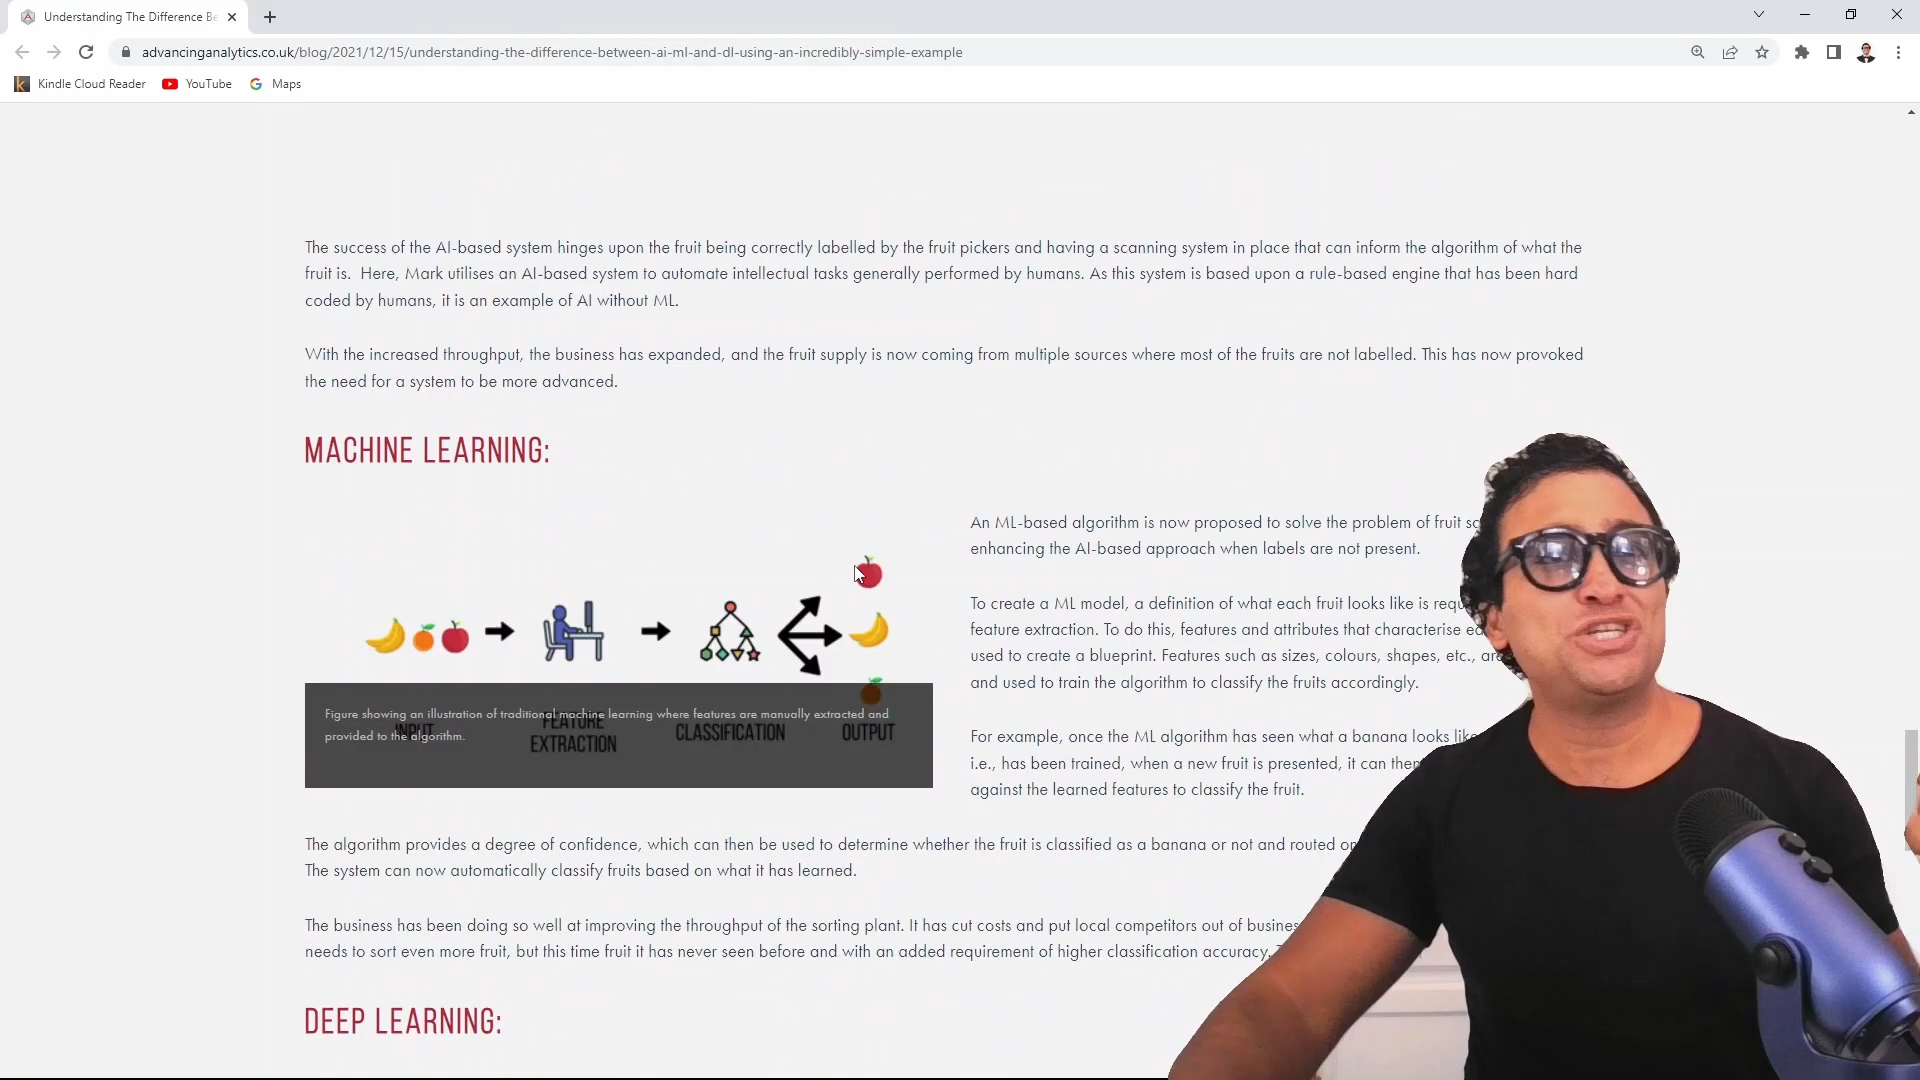 Understanding The Difference Be
advancinganalytics.co.uk/blog/2021/12/15/understanding-the-difference-between-ai-ml-and-dl-using-an-incredibly-simple-example
Kindle Cloud Reader YouTube Maps
The success of the AI-based system hinges upon the fruit being correctly labelled by the fruit pickers and having a scanning system in place that can inform the algorithm of what the
fruit is. Here, Mark utilises an AI-based system to automate intellectual tasks generally performed by humans. As this system is based upon a rule-based engine that has been hard
coded by humans, it is an example of AI without ML.
With the increased throughput, the business has expanded, and the fruit supply is now coming from multiple sources where most of the fruits are not labelled. This has now provoked
the need for a system to be more advanced.
MACHINE LEARNING:
An ML-based algorithm is now proposed to solve the problem of fruit
enhancing the AI-based approach when labels are not present.
To create a ML model, a definition of what each fruit looks like is
feature extraction. To do this, features and attributes that characterise
used to create a blueprint. Features such as sizes, colours, shapes, etc.,
and used to train the algorithm to classify the fruits accordingly.
For example, once the ML algorithm has seen what a banana looks
i.e., has been trained, when a new fruit is presented, it can
against the learned features to classify the fruit.
Figure showing an illustration of traditional machine learning where features are manually extracted and
provided to the algorithm.
INPUT
FEATURE
EXTRACTION
CLASSIFICATION
OUTPUT
The algorithm provides a degree of confidence, which can then be used to determine whether the fruit is classified as a banana or not and routed
The system can now automatically classify fruits based on what it has learned.
The business has been doing so well at improving the throughput of the sorting plant. It has cut costs and put local competitors out of
needs to sort even more fruit, but this time fruit it has never seen before and with an added requirement of higher classification accuracy.
DEEP LEARNING: